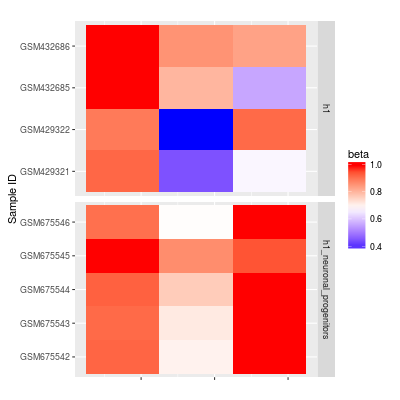 Sample ID
GSM432686
GSM432685
GSM429322
GSM429321
h1
GSM675546
GSM675545
GSM675544
GSM675543
GSM675542
h1_neuronal_progenitors
beta
1.0
0.8
0.6
0.4